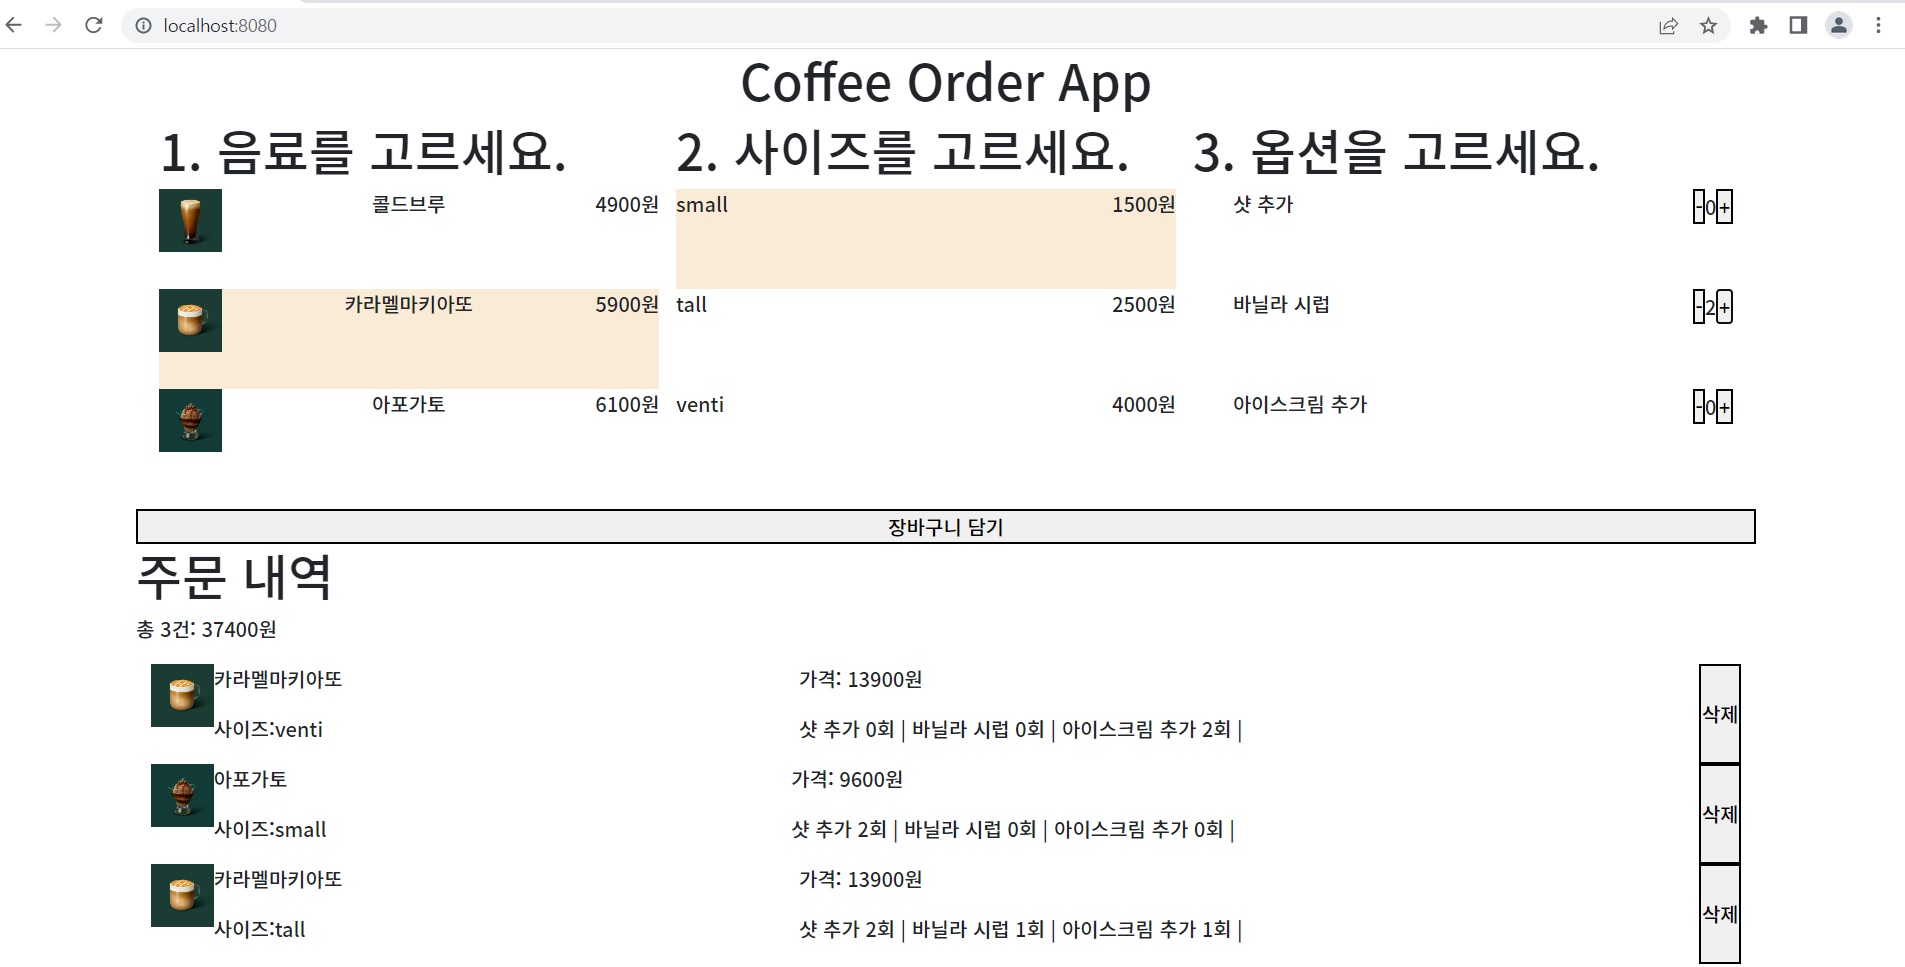 localhost:8080
Coffee Order App
1. 음료를 고르세요.
콜드브루 4900원
카라멜마키아또 5900원
아포가토 6100원
2. 사이즈를 고르세요.
small 1500원
tall 2500원
venti 4000원
3. 옵션을 고르세요.
샷 추가 -0+
바닐라 시럽 -2+
아이스크림 추가 -0+
장바구니 담기
주문 내역
총 3건: 37400원
카라멜마키아또 가격: 13900원
사이즈:venti 샷 추가 0회 | 바닐라 시럽 0회 | 아이스크림 추가 2회 |
삭제
아포가토 가격: 9600원
사이즈:small 샷 추가 2회 | 바닐라 시럽 0회 | 아이스크림 추가 0회 |
삭제
카라멜마키아또 가격: 13900원
사이즈:tall 샷 추가 2회 | 바닐라 시럽 1회 | 아이스크림 추가 1회 |
삭제